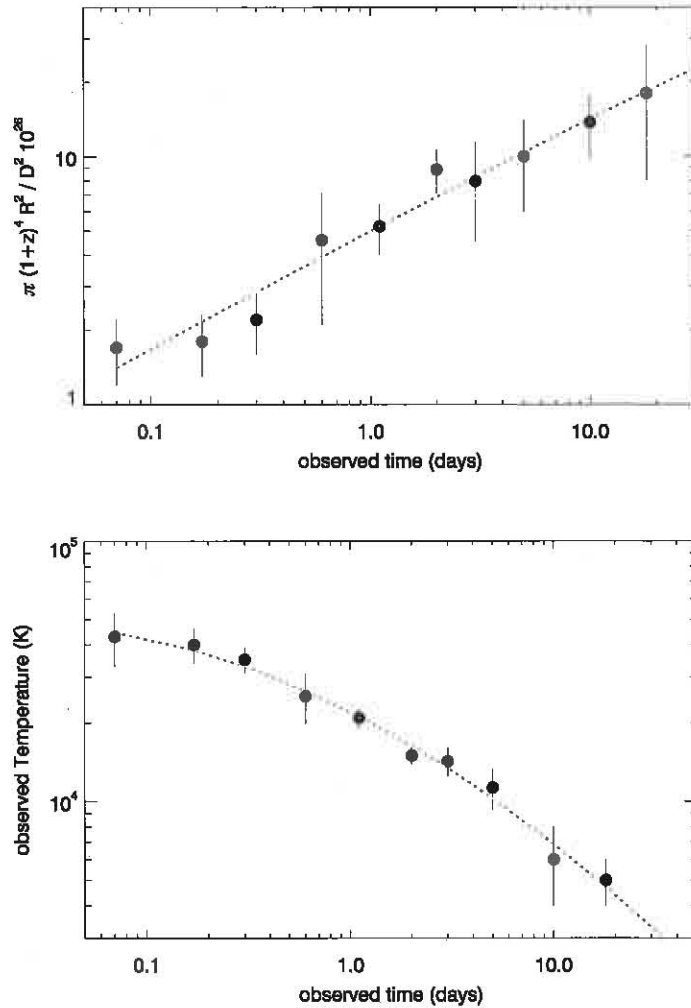 π (1+z)⁴ R² / D² 10²⁶
10
1
0.1 1.0 10.0
observed time (days)
observed Temperature (K)
10⁵
10⁴
0.1 1.0 10.0
observed time (days)